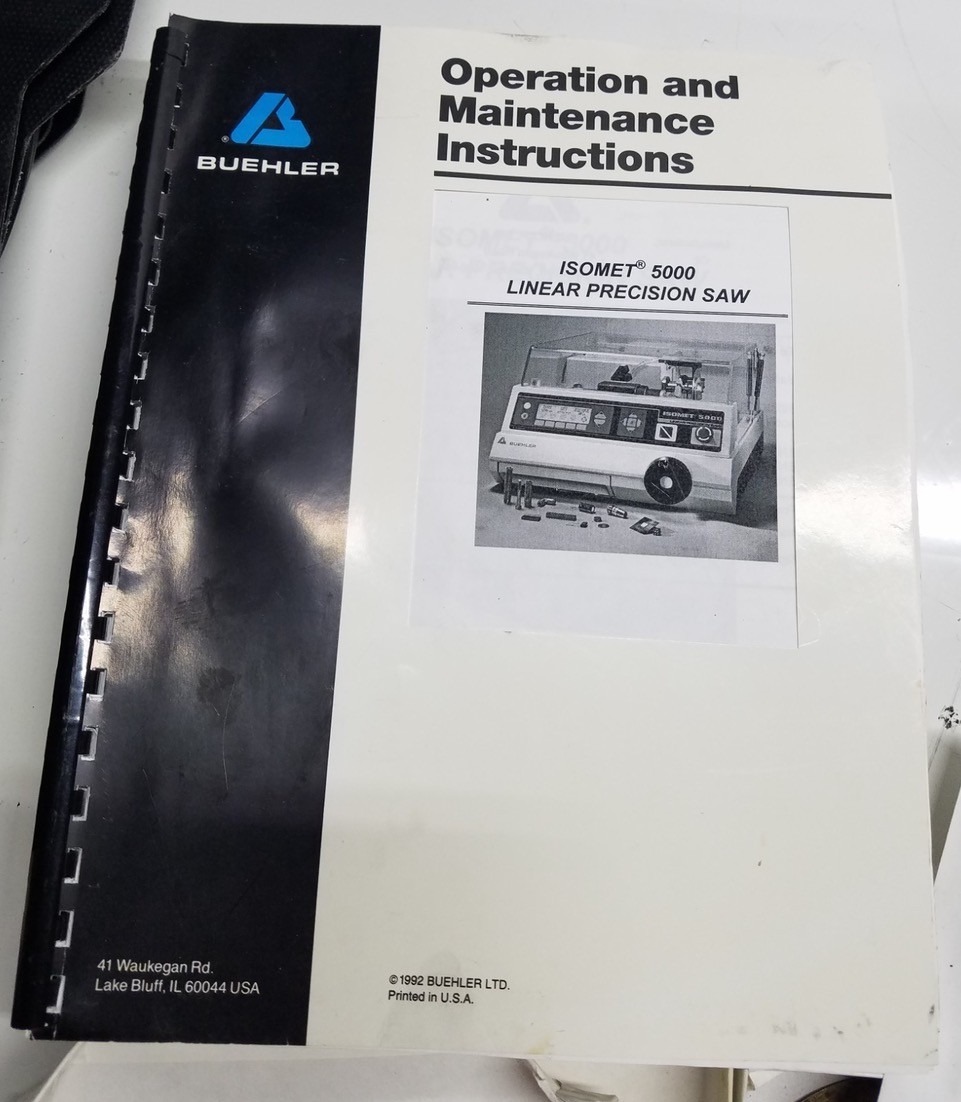 ®
BUEHLER
Operation and
Maintenance
Instructions
ISOMET® 5000
LINEAR PRECISION SAW
ISOMET 5000
BUEHLER
41 Waukegan Rd.
Lake Bluff, IL 60044 USA
©1992 BUEHLER LTD.
Printed in U.S.A.